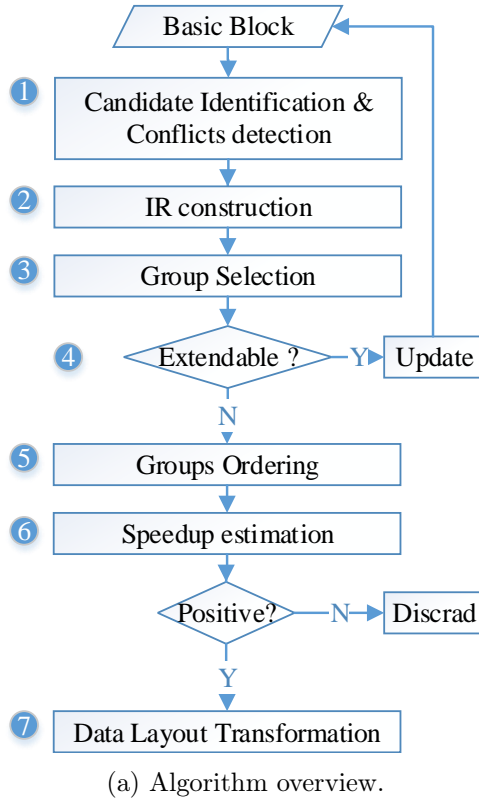 Basic Block
1
Candidate Identification &
Conflicts detection
2
IR construction
3
Group Selection
4
Extendable ?
Y
Update
N
5
Groups Ordering
6
Speedup estimation
Positive?
N
Discrad
Y
7
Data Layout Transformation
(a) Algorithm overview.